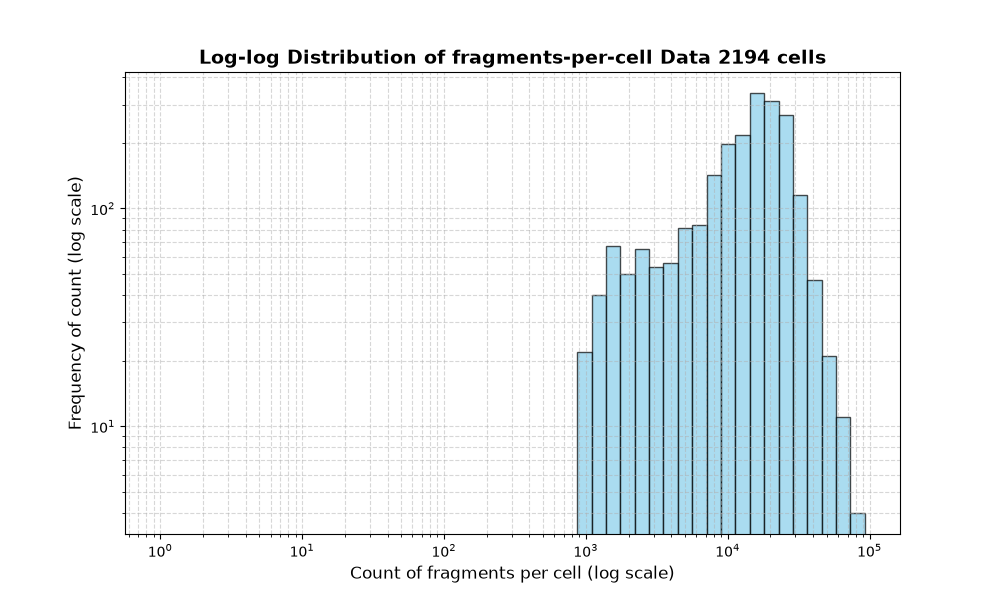 Log-log Distribution of fragments-per-cell Data 2194 cells
Frequency of count (log scale)
10²
10¹
10⁰ 10¹ 10² 10³ 10⁴ 10⁵
Count of fragments per cell (log scale)